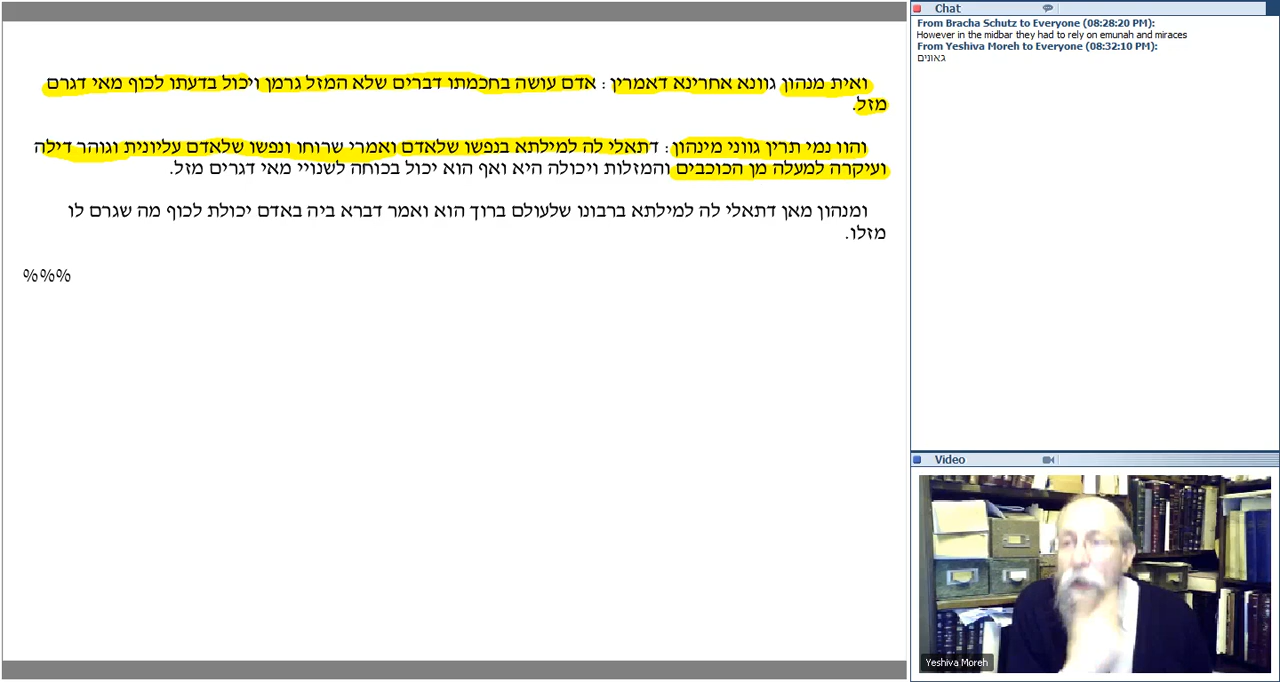 ואית מנהון גוונא אחרינא דאמרין : אדם עושה בחכמתו דברים שלא המזל גרמן ויכול בדעתו לכוף מאי דגרם
מזל.
והוו נמי תרין גווני מינהון : דתאלי לה למילתא בנפשו שלאדם ואמרי שרוחו ונפשו שלאדם עליונית וגוהר דילה
ועיקרה למעלה מן הכוכבים והמזלות ויכולה היא ואף הוא יכול בכוחה לשנויי מאי דגרים מזל.
ומנהון מאן דתאלי לה למילתא ברבונו שלעולם ברוך הוא ואמר דברא ביה באדם יכולת לכוף מה שגרם לו
מזלו.
%%%
Chat
From Bracha Schutz to Everyone (08:28:20 PM):
However in the midbar they had to rely on emunah and miraces
From Yeshiva Moreh to Everyone (08:32:10 PM):
גאונים
Video
Yeshiva Moreh